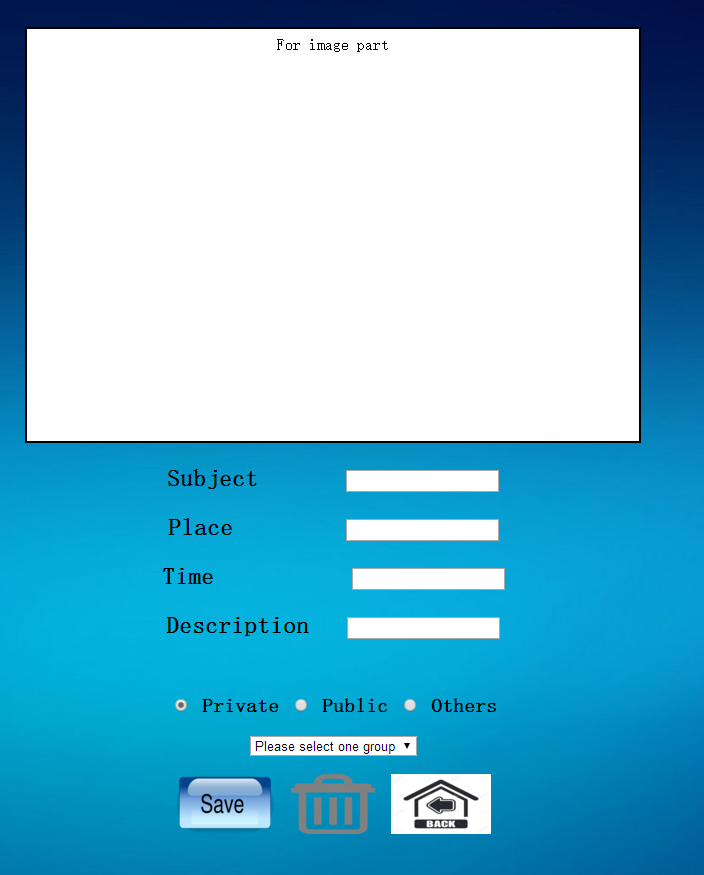 For image part
Subject
Place
Time
Description
Private Public Others
Please select one group
Save BACK